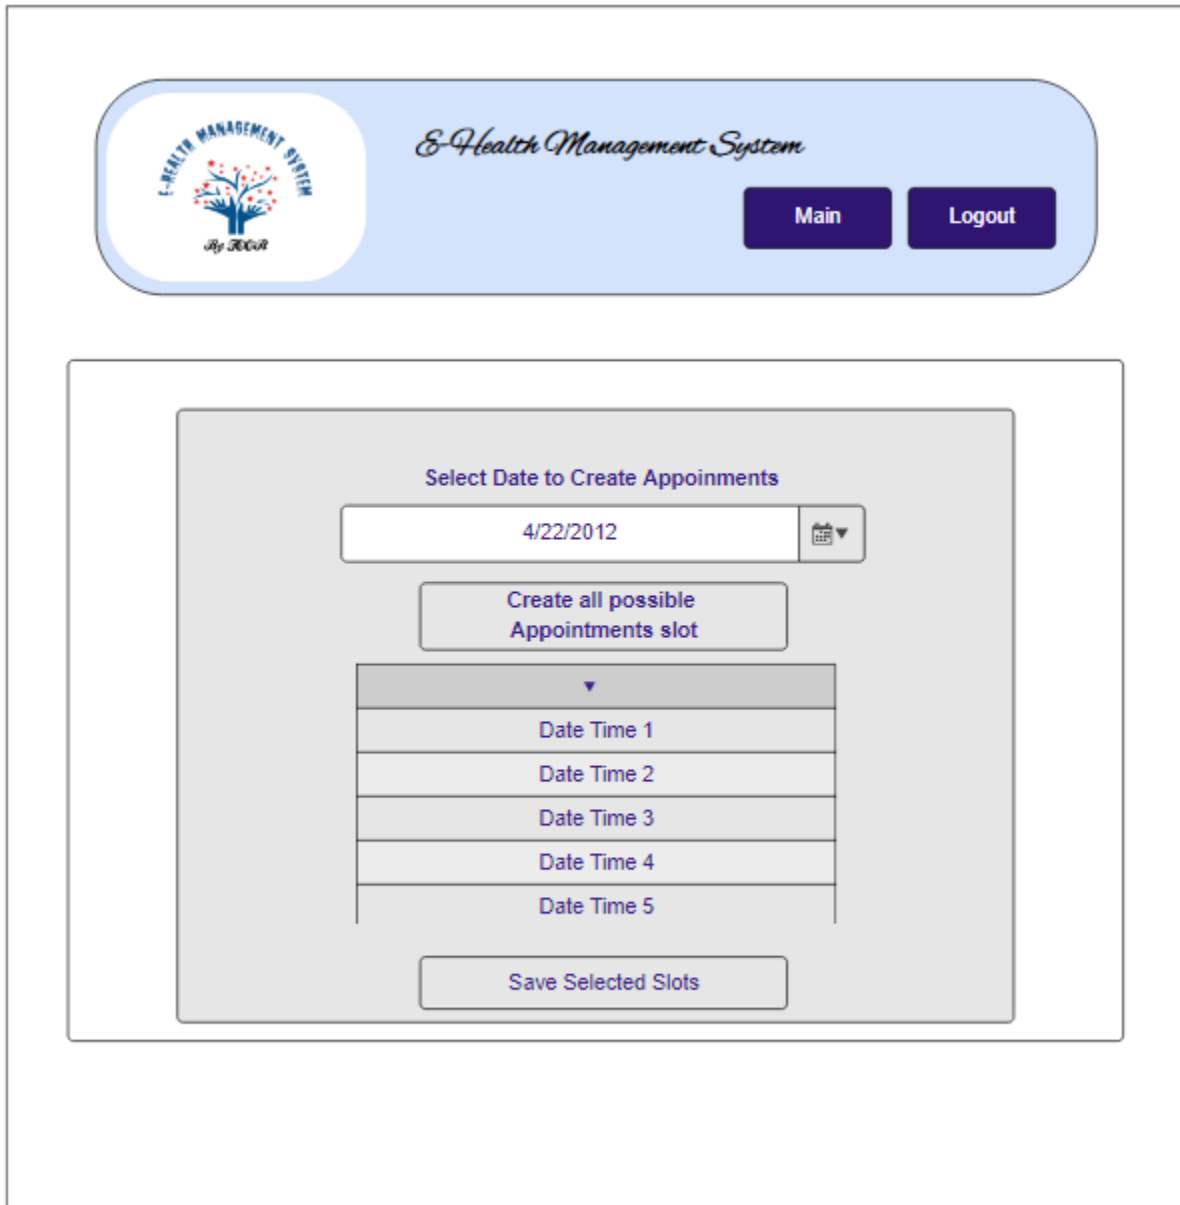 E-HEALTH MANAGEMENT SYSTEM
E-Health Management System
Main
Logout
Select Date to Create Appoinments
4/22/2012
Create all possible
Appointments slot
Date Time 1
Date Time 2
Date Time 3
Date Time 4
Date Time 5
Save Selected Slots